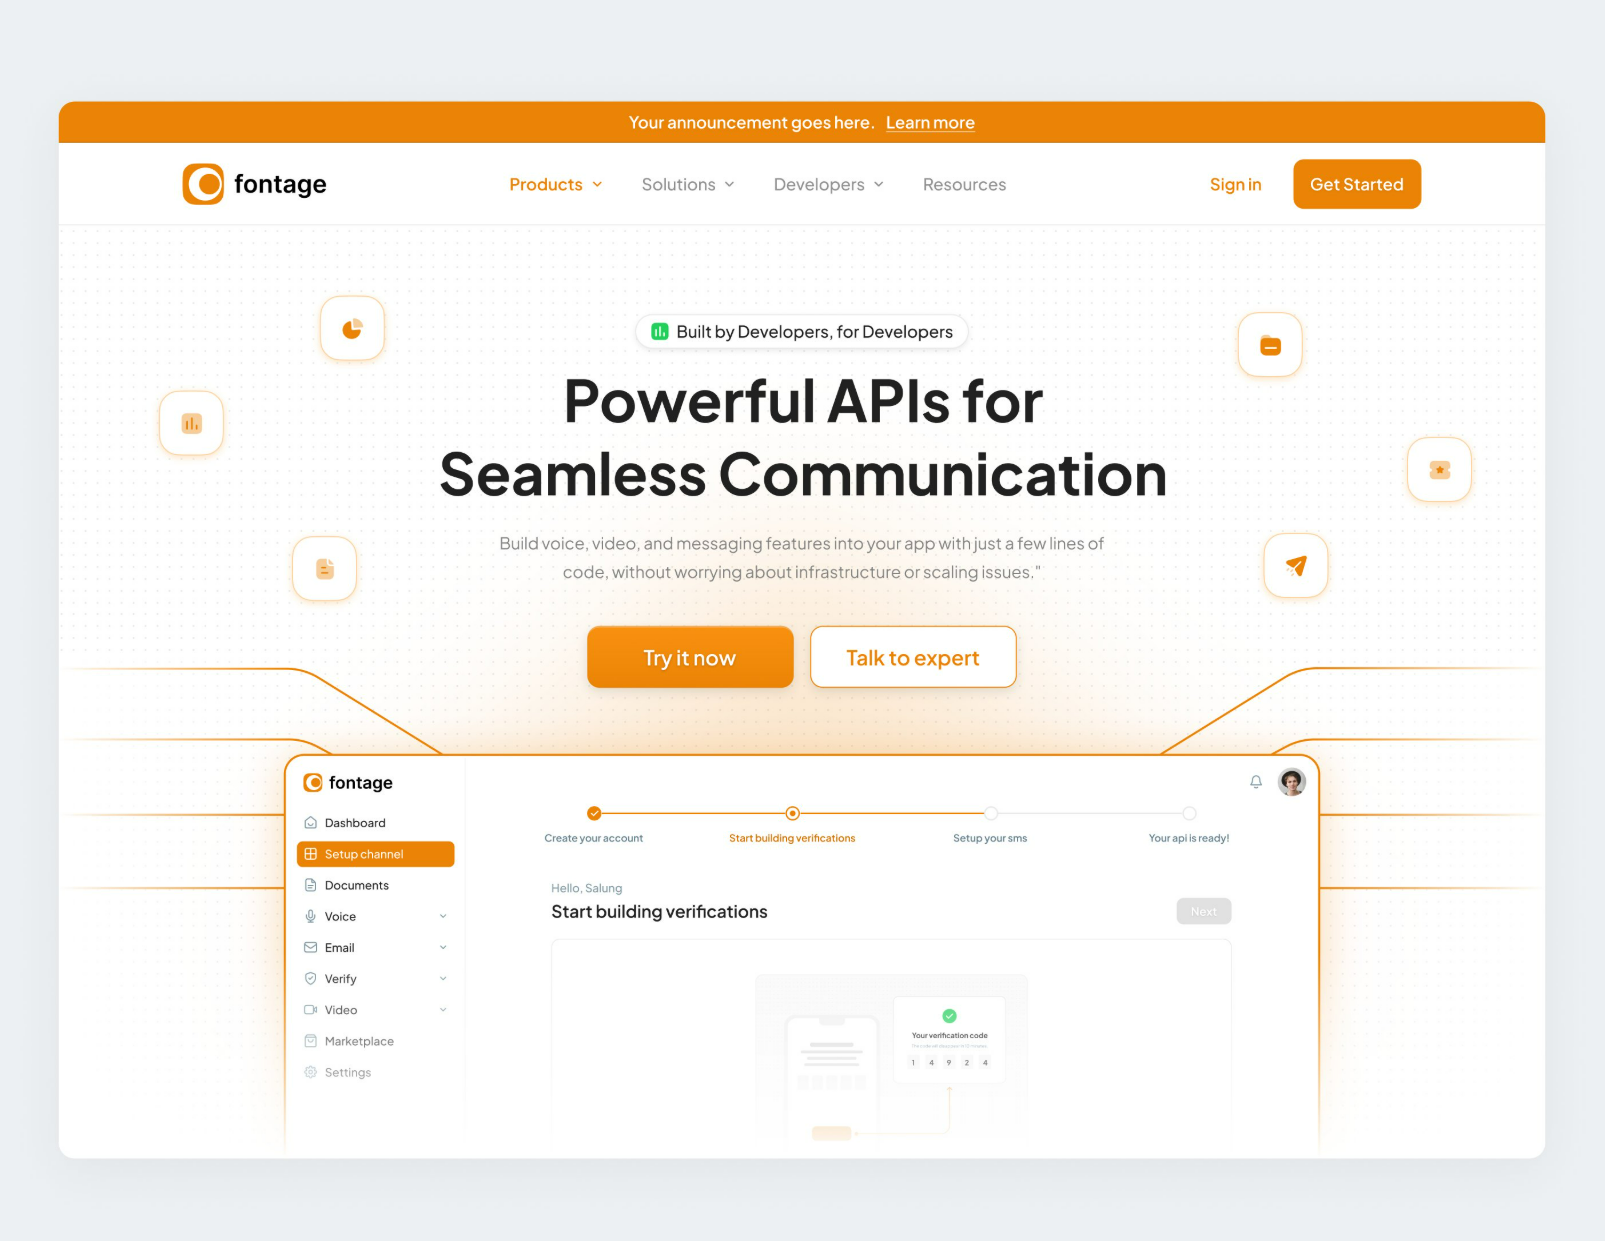 Your announcement goes here. Learn more
fontage
Products
Solutions
Developers
Resources
Sign in
Get Started
Built by Developers, for Developers
Powerful APIs for
Seamless Communication
Build voice, video, and messaging features into your app with just a few lines of
code, without worrying about infrastructure or scaling issues."
Try it now
Talk to expert
fontage
Dashboard
Setup channel
Documents
Voice
Email
Verify
Video
Marketplace
Settings
Create your account
Start building verifications
Setup your sms
Your api is ready!
Hello, Salung
Start building verifications
Next
Your verification code
1 4 9 2 4